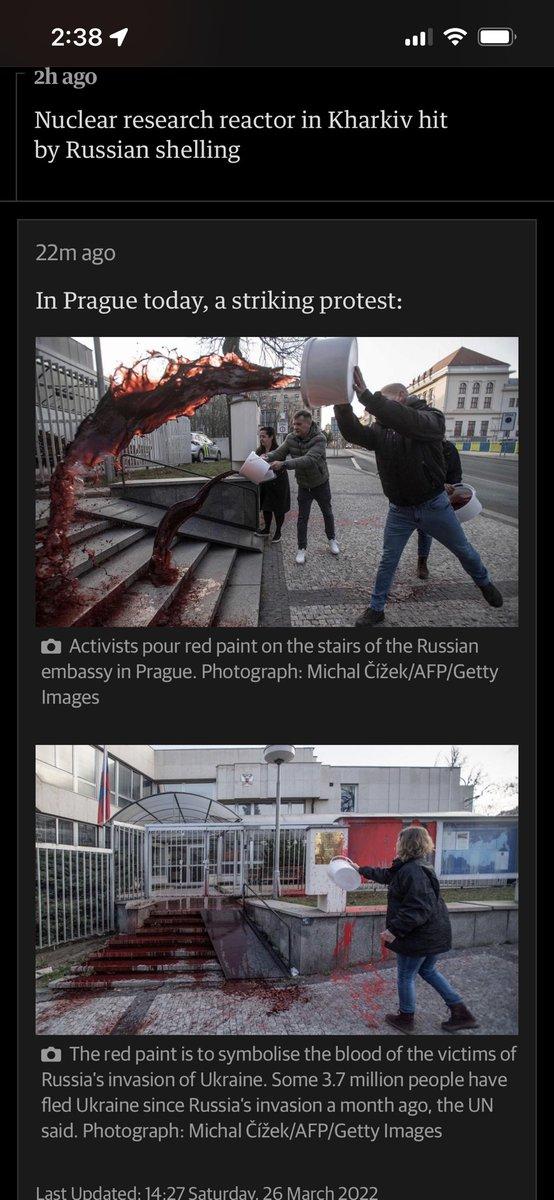 2:38
2h ago
Nuclear research reactor in Kharkiv hit
by Russian shelling
22m ago
In Prague today, a striking protest:
Activists pour red paint on the stairs of the Russian
embassy in Prague. Photograph: Michal Čížek/AFP/Getty
Images
The red paint is to symbolise the blood of the victims of
Russia's invasion of Ukraine. Some 3.7 million people have
fled Ukraine since Russia's invasion a month ago, the UN
said. Photograph: Michal Čížek/AFP/Getty Images
Last Updated: 14:27 Saturday, 26 March 2022